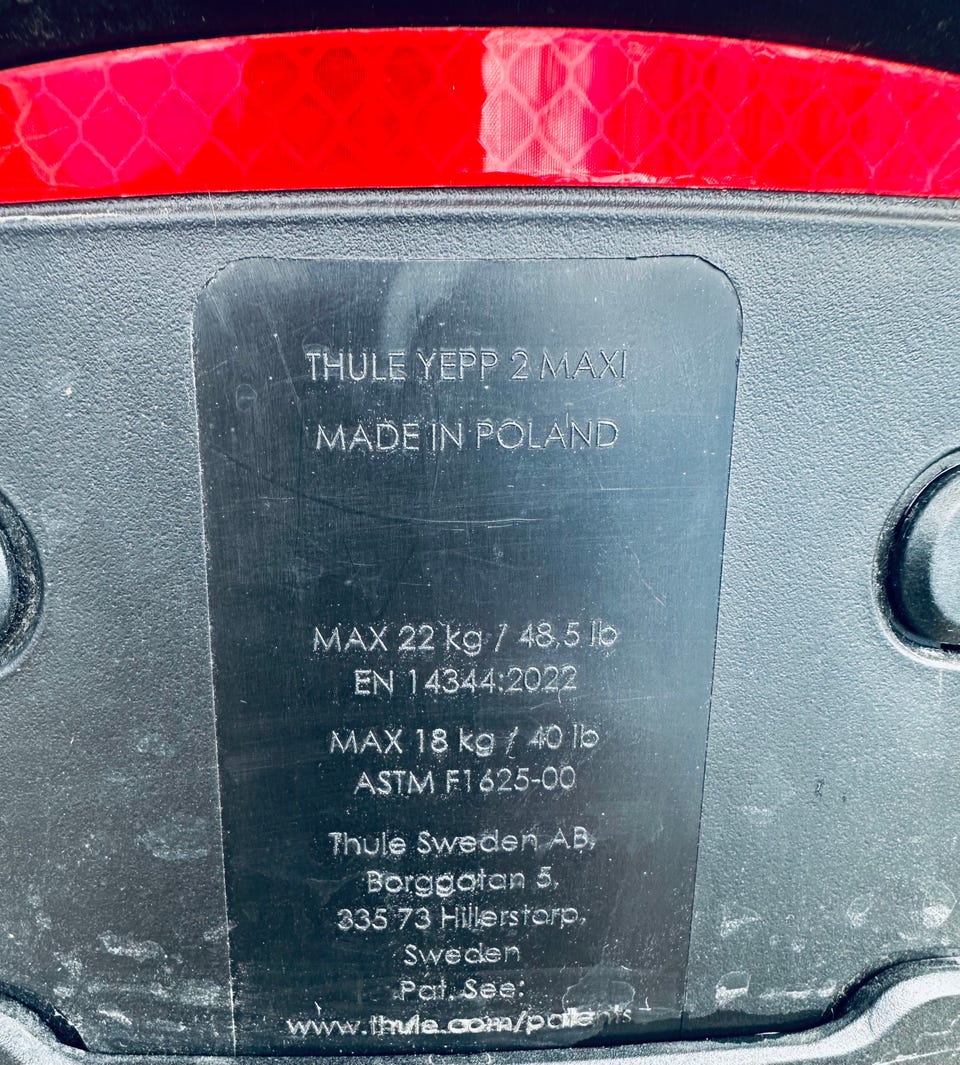 THULE YEPP 2 MAXI
MADE IN POLAND
MAX 22 kg / 48.5 lb
EN 14344:2022
MAX 18 kg / 40 lb
ASTM F1625-00
Thule Sweden AB,
Borggatan 5,
335 73 Hillerstorp,
Sweden
Pat. See:
www.thule.com/patents